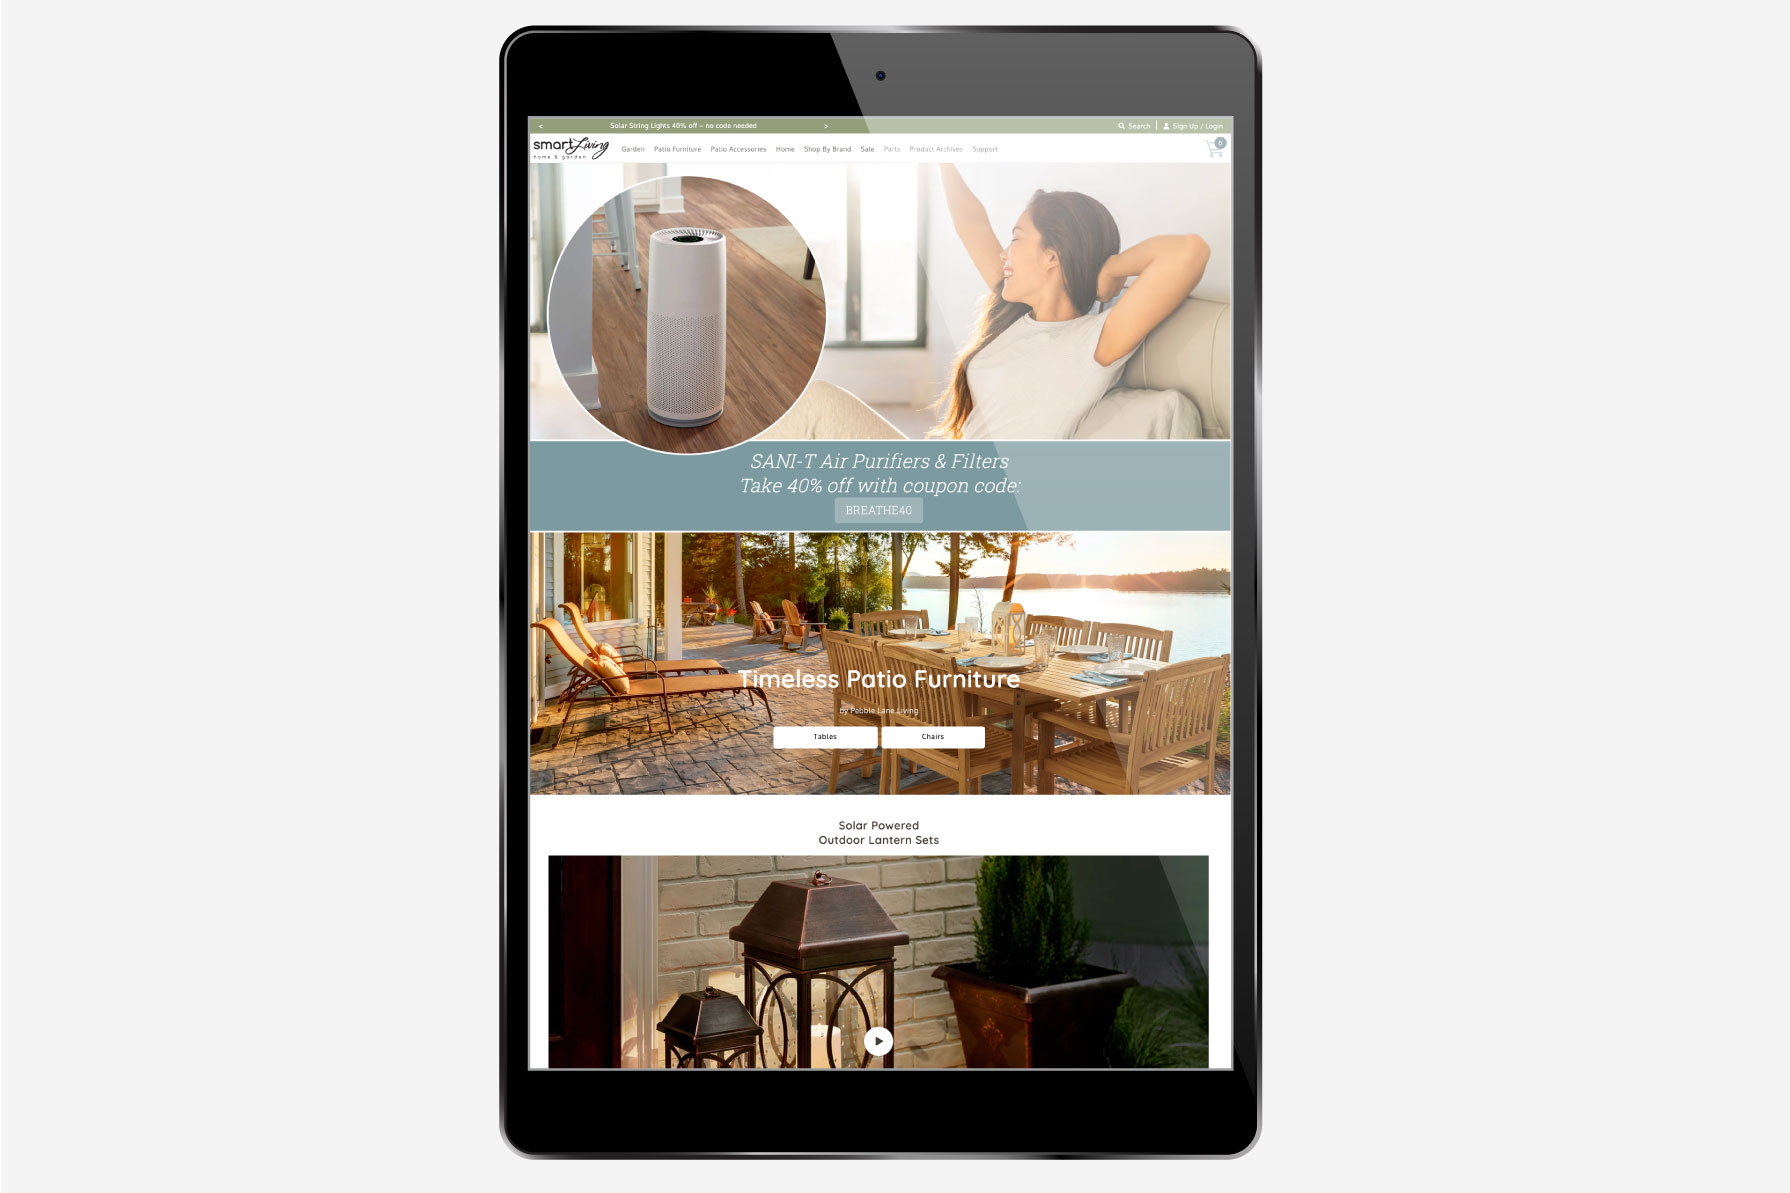 < Solar String Lights 40% off – no code needed >
Search | Sign Up / Login
smart Living
home & garden
Garden Patio Furniture Patio Accessories Home Shop By Brand Sale Parts Product Archives Support
0
SANI-T Air Purifiers & Filters
Take 40% off with coupon code:
BREATHE40
Timeless Patio Furniture
by Pebble Lane Living
Tables Chairs
Solar Powered
Outdoor Lantern Sets